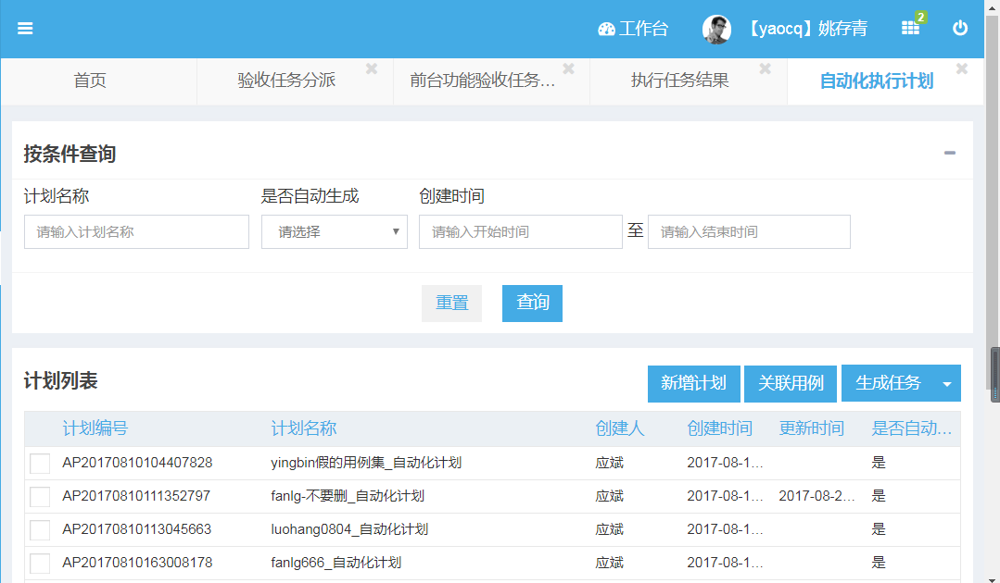 工作台 【yaocq】姚存青 2
首页 验收任务分派 前台功能验收任务... 执行任务结果 自动化执行计划
按条件查询
计划名称 是否自动生成 创建时间
请输入计划名称 请选择 请输入开始时间 至 请输入结束时间
重置 查询
计划列表 新增计划 关联用例 生成任务
计划编号 计划名称 创建人 创建时间 更新时间 是否自动...
AP20170810104407828 yingbin假的用例集_自动化计划 应斌 2017-08-1... 是
AP20170810111352797 fanlg-不要删_自动化计划 应斌 2017-08-1... 2017-08-2... 是
AP20170810113045663 luohang0804_自动化计划 应斌 2017-08-1... 是
AP20170810163008178 fanlg666_自动化计划 应斌 2017-08-1... 是